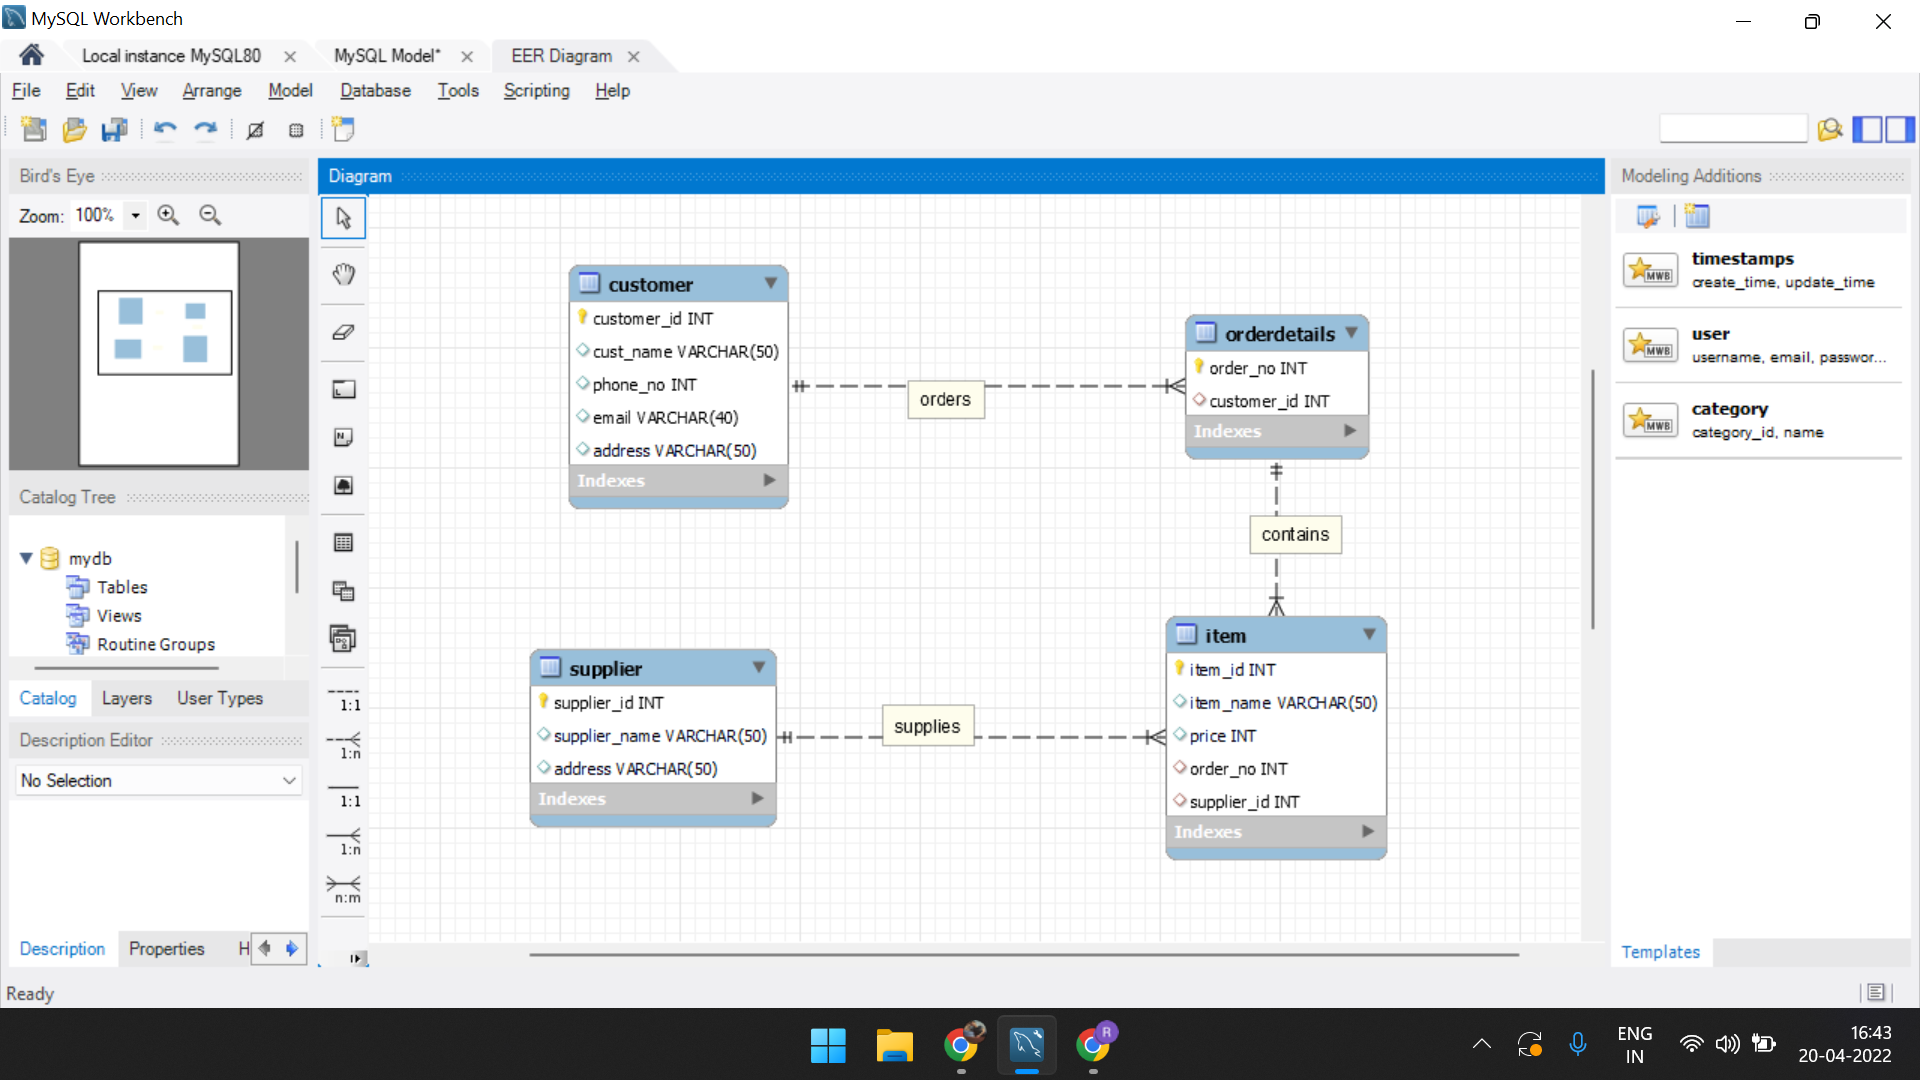 MySQL Workbench
Local instance MySQL80
MySQL Model*
EER Diagram
File Edit View Arrange Model Database Tools Scripting Help
Bird's Eye
Zoom: 100%
Catalog Tree
mydb
Tables
Views
Routine Groups
Catalog Layers User Types
Description Editor
No Selection
Description Properties H
Ready
Diagram
N
1:1
1:n
1:1
1:n
n:m
customer
customer_id INT
cust_name VARCHAR(50)
phone_no INT
email VARCHAR(40)
address VARCHAR(50)
Indexes
orders
orderdetails
order_no INT
customer_id INT
Indexes
contains
supplier
supplier_id INT
supplier_name VARCHAR(50)
address VARCHAR(50)
Indexes
supplies
item
item_id INT
item_name VARCHAR(50)
price INT
order_no INT
supplier_id INT
Indexes
Modeling Additions
MWB
timestamps
create_time, update_time
MWB
user
username, email, passwor...
MWB
category
category_id, name
Templates
R
ENG
IN
16:43
20-04-2022